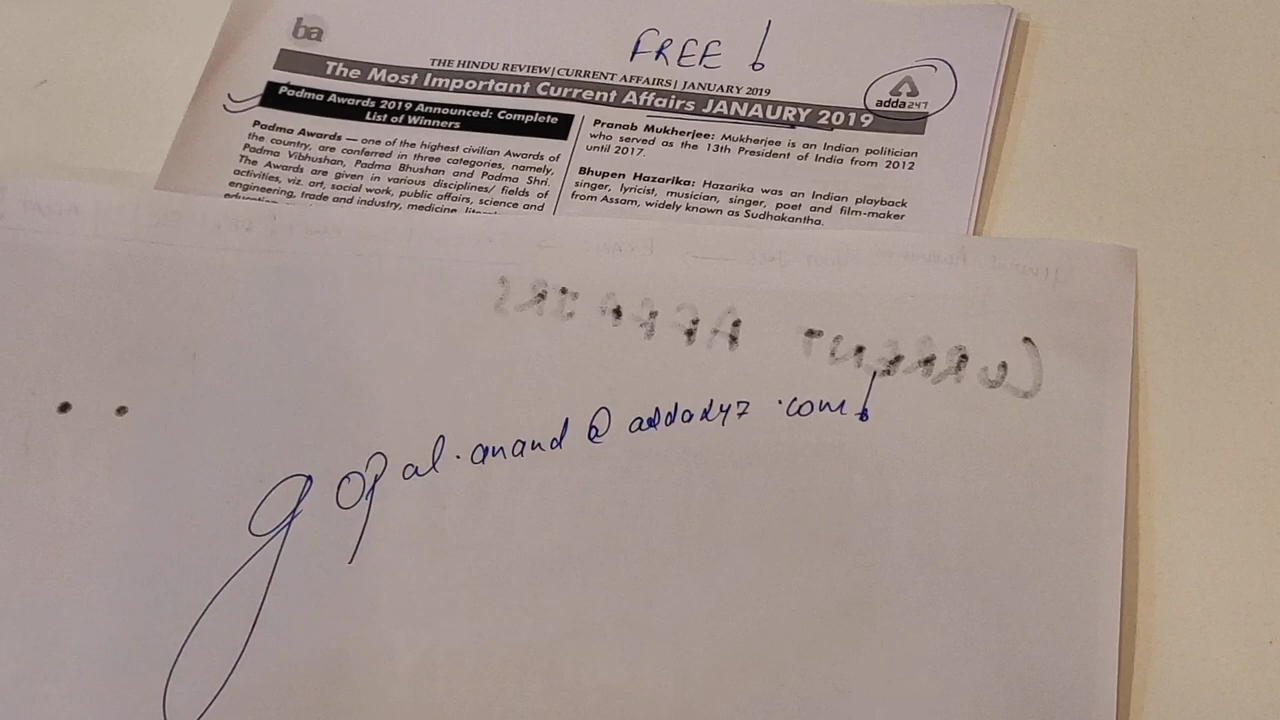 ba
FREE !
THE HINDU REVIEW|CURRENT AFFAIRS| JANUARY 2019
The Most Important Current Affairs JANAURY 2019
adda247
Padma Awards 2019 Announced: Complete
List of Winners
Padma Awards — one of the highest civilian Awards of
the country, are conferred in three categories, namely,
Padma Vibhushan, Padma Bhushan and Padma Shri.
The Awards are given in various disciplines/ fields of
activities, viz. art, social work, public affairs, science and
engineering, trade and industry, medicine,
Pranab Mukherjee: Mukherjee is an Indian politician
who served as the 13th President of India from 2012
until 2017.
Bhupen Hazarika: Hazarika was an Indian playback
singer, lyricist, musician, singer, poet and film-maker
from Assam, widely known as Sudhakantha.
CURRENT AFFAIRS
gopal.anand@adda247.com!